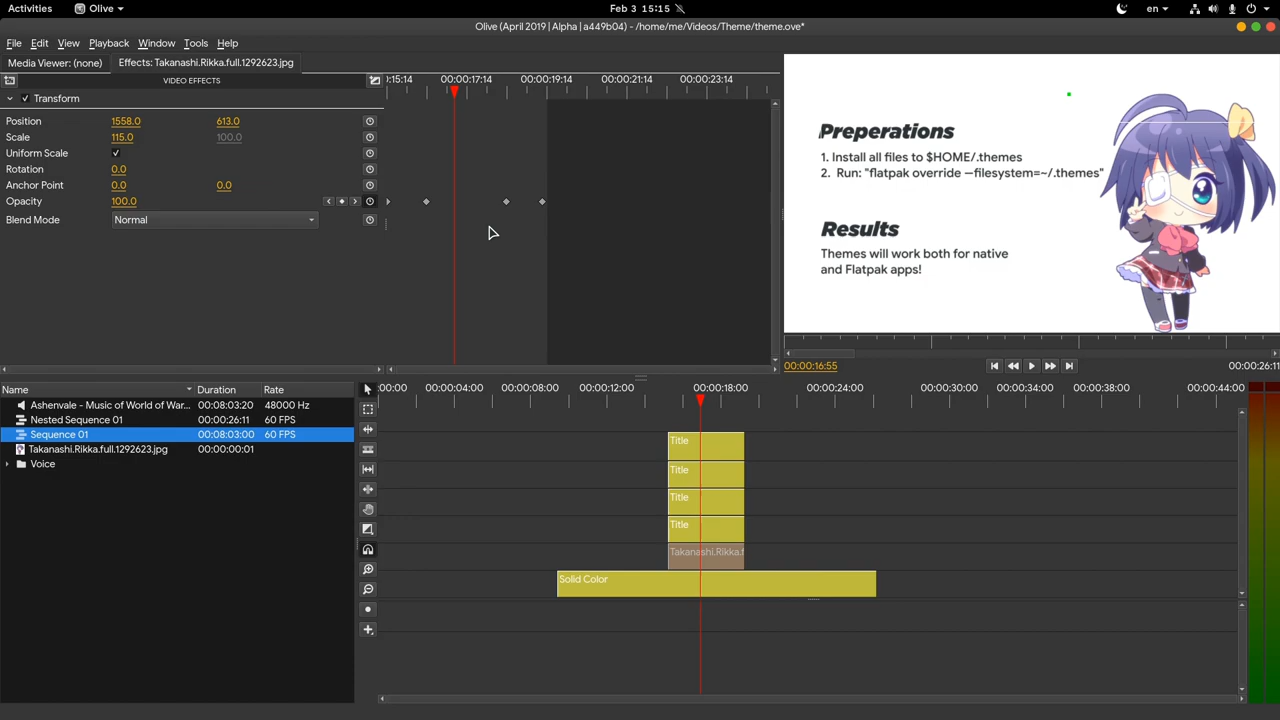 Activities Olive Feb 3 15:15 en
Olive (April 2019 | Alpha | a449b04) - /home/me/Videos/Theme/theme.ove*
File Edit View Playback Window Tools Help
Media Viewer: (none) Effects: Takanashi.Rikka.full.1292623.jpg
VIDEO EFFECTS
Transform
Position 1558.0 613.0
Scale 115.0 100.0
Uniform Scale
Rotation 0.0
Anchor Point 0.0 0.0
Opacity 100.0
Blend Mode Normal
:15:14 00:00:17:14 00:00:19:14 00:00:21:14 00:00:23:14
Preperations
1. Install all files to $HOME/.themes
2. Run: "flatpak override —filesystem=~/.themes"
Results
Themes will work both for native
and Flatpak apps!
00:00:16:55 00:00:26:11
Name Duration Rate
Ashenvale - Music of World of War... 00:08:03:20 48000 Hz
Nested Sequence 01 00:00:26:11 60 FPS
Sequence 01 00:08:03:00 60 FPS
Takanashi.Rikka.full.1292623.jpg 00:00:00:01
Voice
:00:00 00:00:04:00 00:00:08:00 00:00:12:00 00:00:18:00 00:00:24:00 00:00:30:00 00:00:38:00 00:00:44:00
Title
Title
Title
Title
Takanashi.Rikka.f
Solid Color